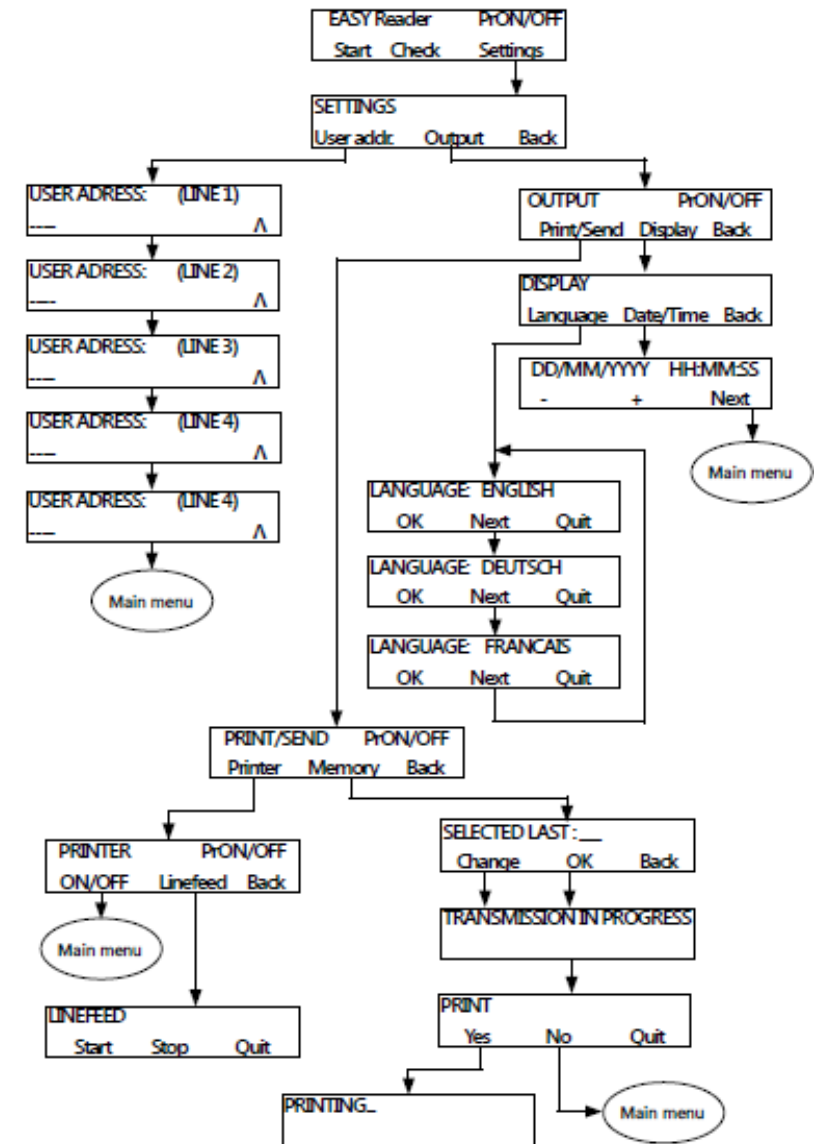 EASY Reader PrON/OFF
Start Check Settings
SETTINGS
User addr. Output Back
USER ADRESS: (LINE 1)
---- Λ
USER ADRESS: (LINE 2)
---- Λ
USER ADRESS: (LINE 3)
---- Λ
USER ADRESS: (LINE 4)
---- Λ
USER ADRESS: (LINE 4)
---- Λ
Main menu
OUTPUT PrON/OFF
Print/Send Display Back
DISPLAY
Language Date/Time Back
DD/MM/YYYY HH:MM:SS
- + Next
Main menu
LANGUAGE: ENGLISH
OK Next Quit
LANGUAGE: DEUTSCH
OK Next Quit
LANGUAGE: FRANCAIS
OK Next Quit
PRINT/SEND PrON/OFF
Printer Memory Back
PRINTER PrON/OFF
ON/OFF Linefeed Back
Main menu
LINEFEED
Start Stop Quit
SELECTED LAST : __
Change OK Back
TRANSMISSION IN PROGRESS
PRINT
Yes No Quit
PRINTING...
Main menu